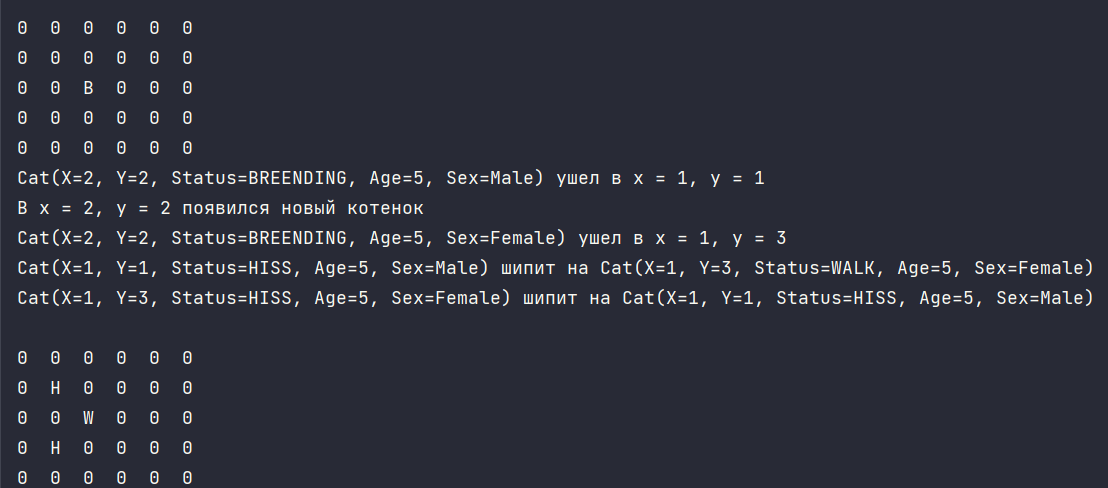 0 0 0 0 0 0
0 0 0 0 0 0
0 0 B 0 0 0
0 0 0 0 0 0
0 0 0 0 0 0
Cat(X=2, Y=2, Status=BREENDING, Age=5, Sex=Male) ушел в x = 1, y = 1
В x = 2, y = 2 появился новый котенок
Cat(X=2, Y=2, Status=BREENDING, Age=5, Sex=Female) ушел в x = 1, y = 3
Cat(X=1, Y=1, Status=HISS, Age=5, Sex=Male) шипит на Cat(X=1, Y=3, Status=WALK, Age=5, Sex=Female)
Cat(X=1, Y=3, Status=HISS, Age=5, Sex=Female) шипит на Cat(X=1, Y=1, Status=HISS, Age=5, Sex=Male)
0 0 0 0 0 0
0 H 0 0 0 0
0 0 W 0 0 0
0 H 0 0 0 0
0 0 0 0 0 0